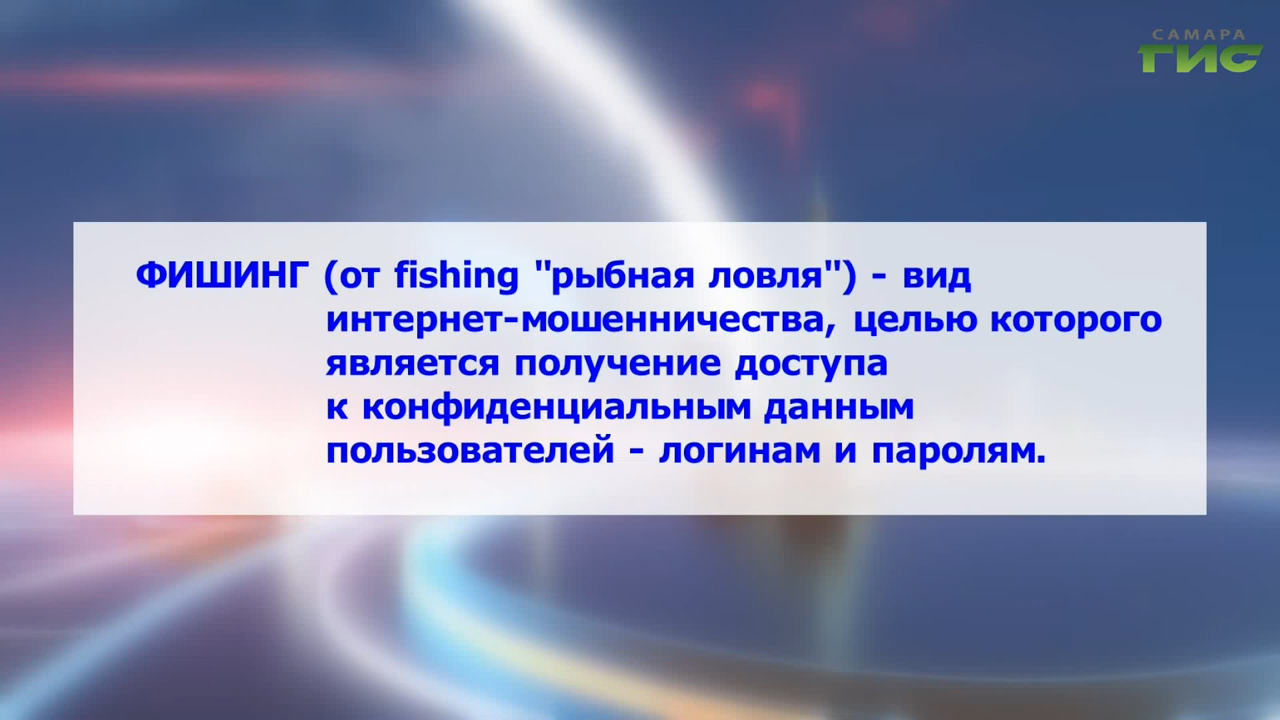 САМАРА
ГИС
ФИШИНГ (от fishing "рыбная ловля") - вид
интернет-мошенничества, целью которого
является получение доступа
к конфиденциальным данным
пользователей - логинам и паролям.